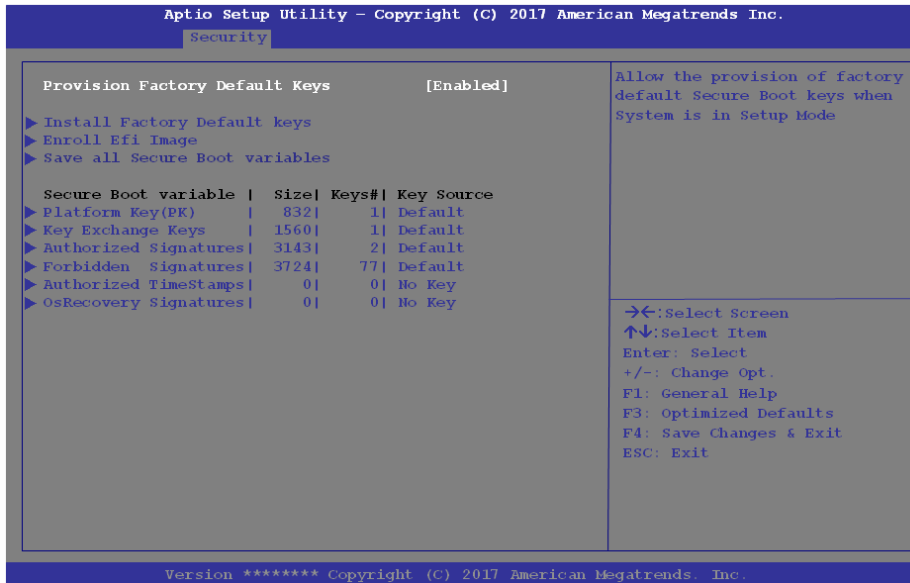 Aptio Setup Utility – Copyright (C) 2017 American Megatrends Inc.
Security
Provision Factory Default Keys [Enabled]
▶ Install Factory Default keys
▶ Enroll Efi Image
▶ Save all Secure Boot variables
Secure Boot variable | Size| Keys#| Key Source
▶ Platform Key(PK) | 832| 1| Default
▶ Key Exchange Keys | 1560| 1| Default
▶ Authorized Signatures| 3143| 2| Default
▶ Forbidden Signatures| 3724| 77| Default
▶ Authorized TimeStamps| 0| 0| No Key
▶ OsRecovery Signatures| 0| 0| No Key
Allow the provision of factory
default Secure Boot keys when
System is in Setup Mode
→←:Select Screen
↑↓:Select Item
Enter: Select
+/-: Change Opt.
F1: General Help
F3: Optimized Defaults
F4: Save Changes & Exit
ESC: Exit
Version ******** Copyright (C) 2017 American Megatrends. Inc.